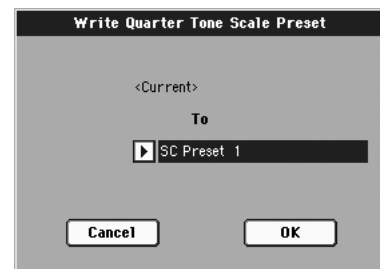 Write Quarter Tone Scale Preset
<Current>
To
SC Preset 1
Cancel OK